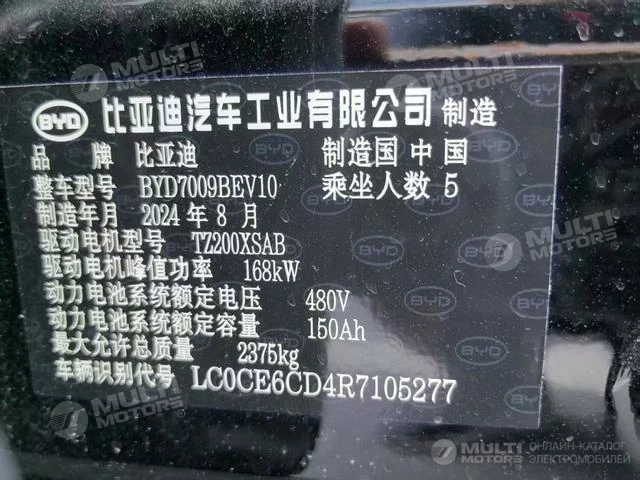 BYD 比亚迪汽车工业有限公司 制造
品 牌 比亚迪 制造国 中国
整车型号 BYD7009BEV10 乘坐人数 5
制造年月 2024 年 8 月
驱动电机型号 TZ200XSAB
驱动电机峰值功率 168kW
动力电池系统额定电压 480V
动力电池系统额定容量 150Ah
最大允许总质量 2375kg
车辆识别代号 LC0CE6CD4R7105277
MULTI MOTORS
ОНЛАЙН-КАТАЛОГ
ЭЛЕКТРОМОБИЛЕЙ